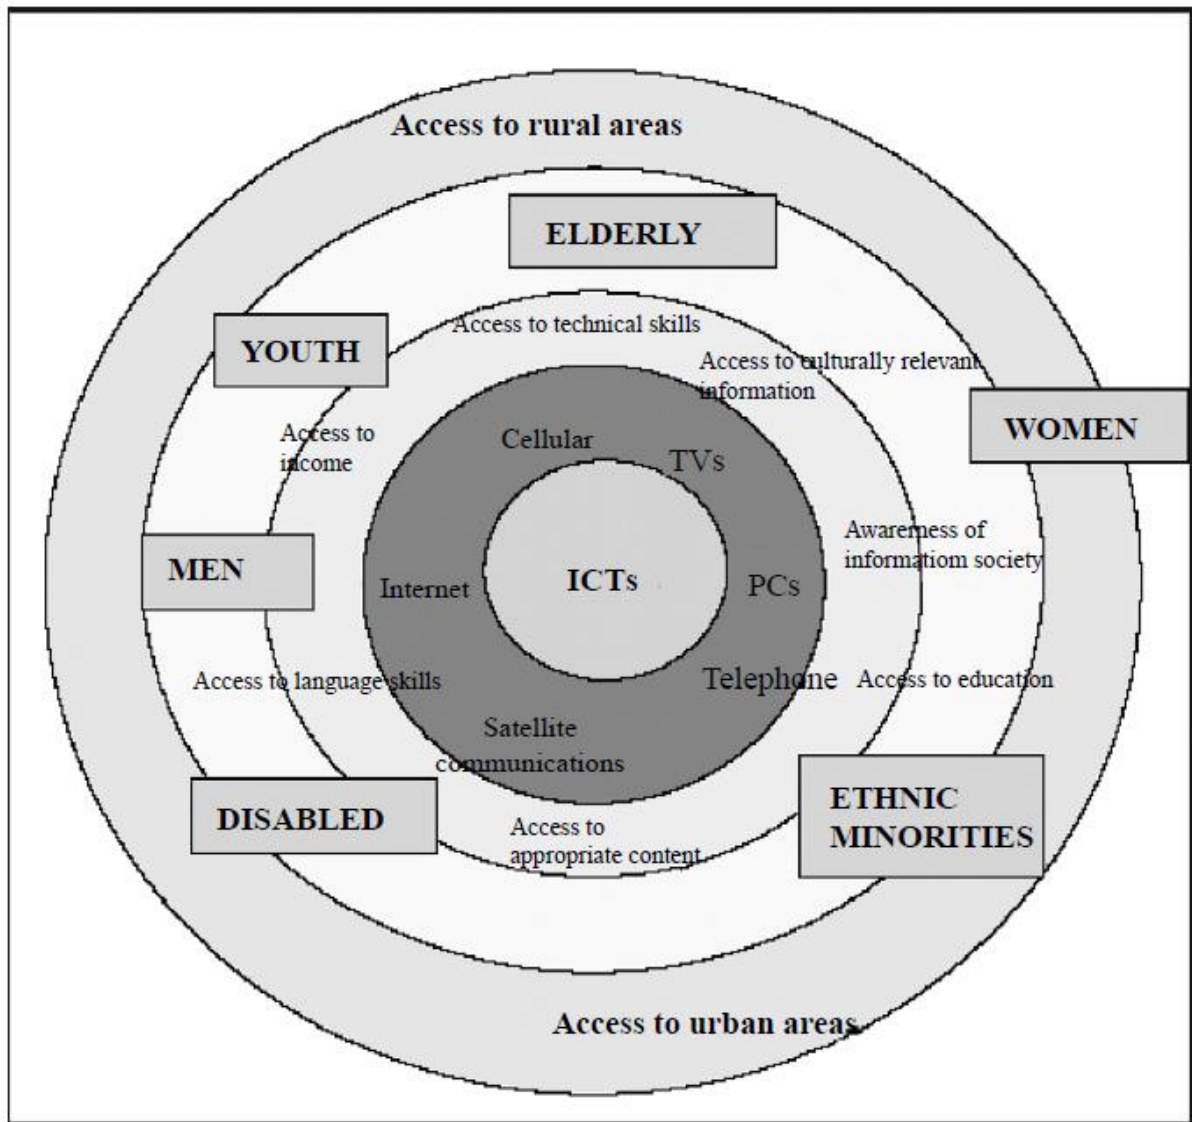 Access to rural areas
ELDERLY
Access to technical skills
YOUTH
Access to culturally relevant
information
WOMEN
Access to
income
Cellular
TVs
Awareness of
informatiom society
MEN
Internet
ICTs
PCs
Access to language skills
Telephone
Access to education
Satellite
communications
DISABLED
ETHNIC
MINORITIES
Access to
appropriate content
Access to urban areas